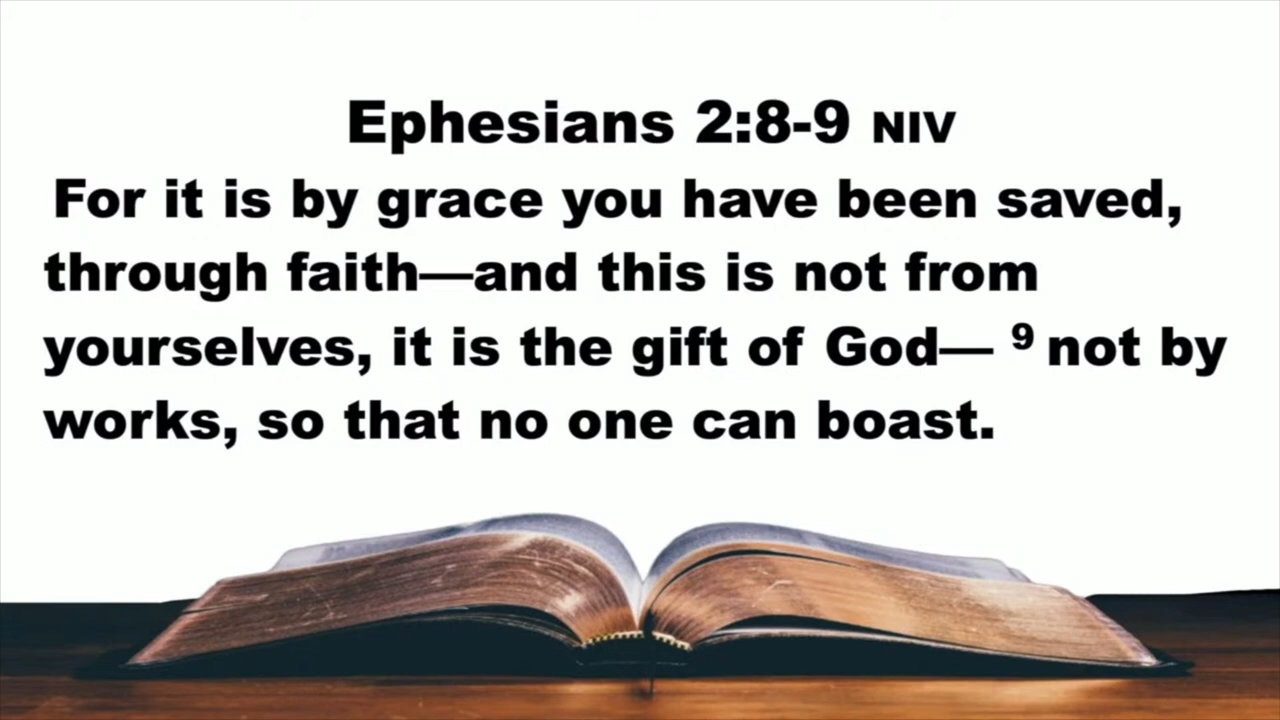 Ephesians 2:8-9 NIV
For it is by grace you have been saved,
through faith—and this is not from
yourselves, it is the gift of God— ⁹ not by
works, so that no one can boast.